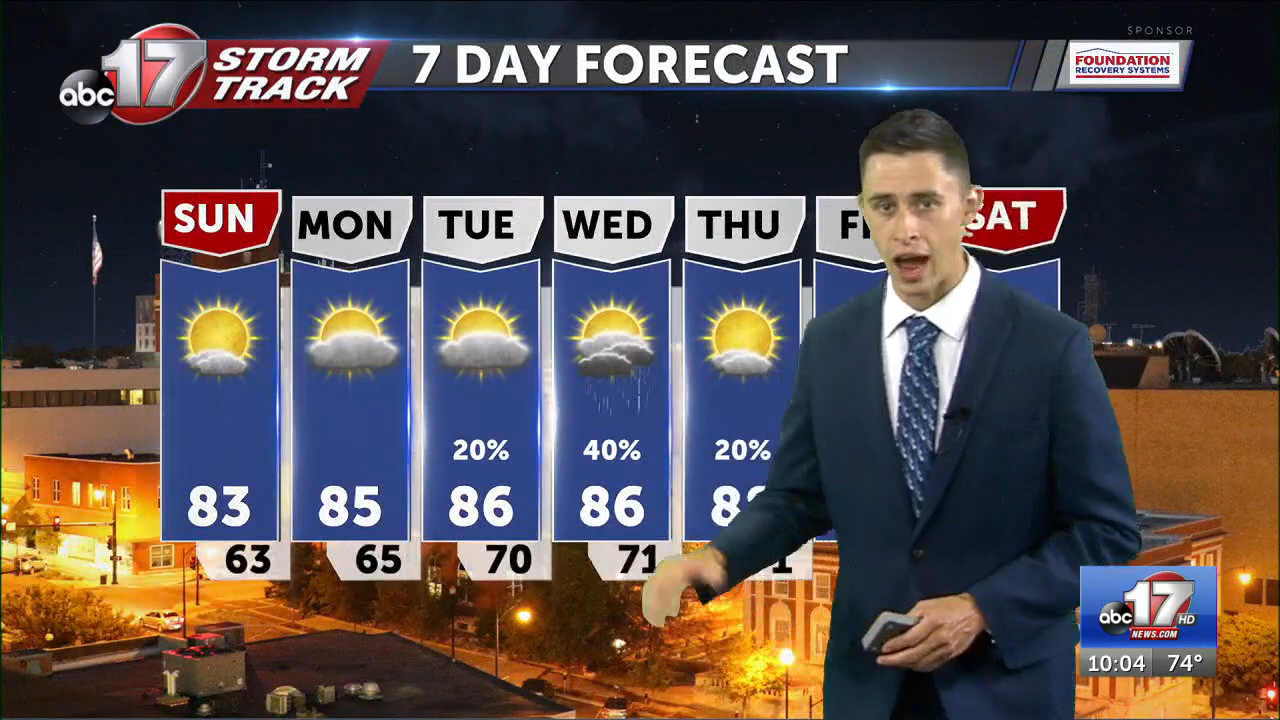 SPONSOR
abc 17 STORM TRACK
7 DAY FORECAST
FOUNDATION
RECOVERY SYSTEMS
SUN MON TUE WED THU SAT
20% 40% 20%
83 85 86 86
63 65 70 71
abc 17 HD
NEWS.COM
10:04 74°